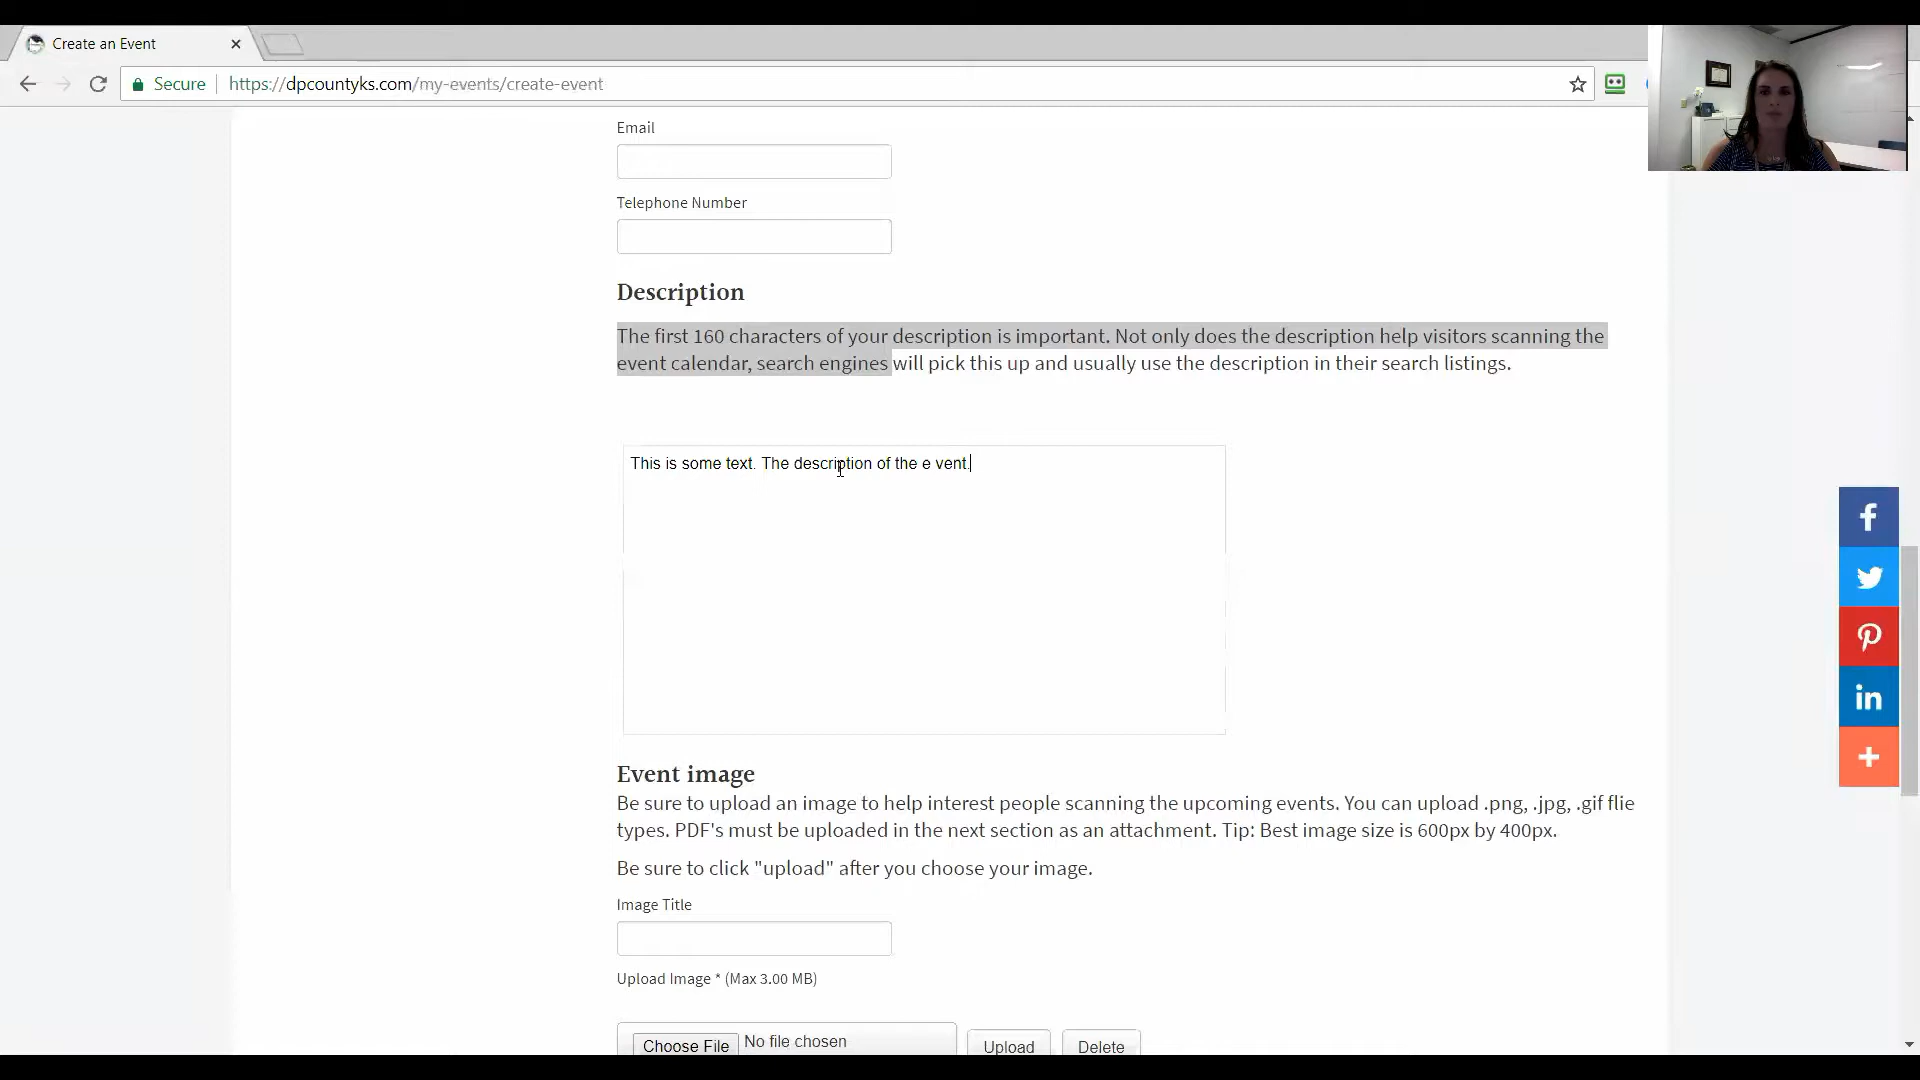 Create an Event
Secure https://dpcountyks.com/my-events/create-event
Email
Telephone Number
Description
The first 160 characters of your description is important. Not only does the description help visitors scanning the
event calendar, search engines will pick this up and usually use the description in their search listings.
This is some text. The description of the e vent.
Event image
Be sure to upload an image to help interest people scanning the upcoming events. You can upload .png, .jpg, .gif flie
types. PDF's must be uploaded in the next section as an attachment. Tip: Best image size is 600px by 400px.
Be sure to click "upload" after you choose your image.
Image Title
Upload Image * (Max 3.00 MB)
Choose File No file chosen Upload Delete